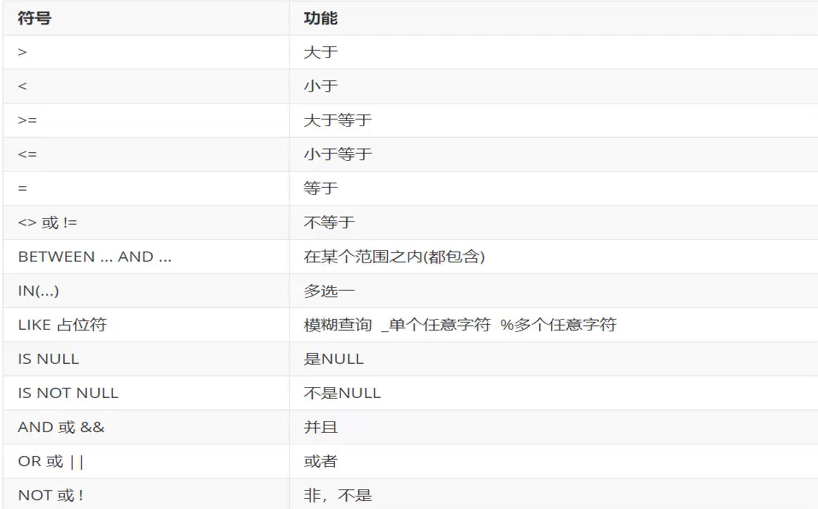 符号 功能
> 大于
< 小于
>= 大于等于
<= 小于等于
= 等于
<> 或 != 不等于
BETWEEN ... AND ... 在某个范围之内(都包含)
IN(...) 多选一
LIKE 占位符 模糊查询 _单个任意字符 %多个任意字符
IS NULL 是NULL
IS NOT NULL 不是NULL
AND 或 && 并且
OR 或 || 或者
NOT 或 ! 非，不是